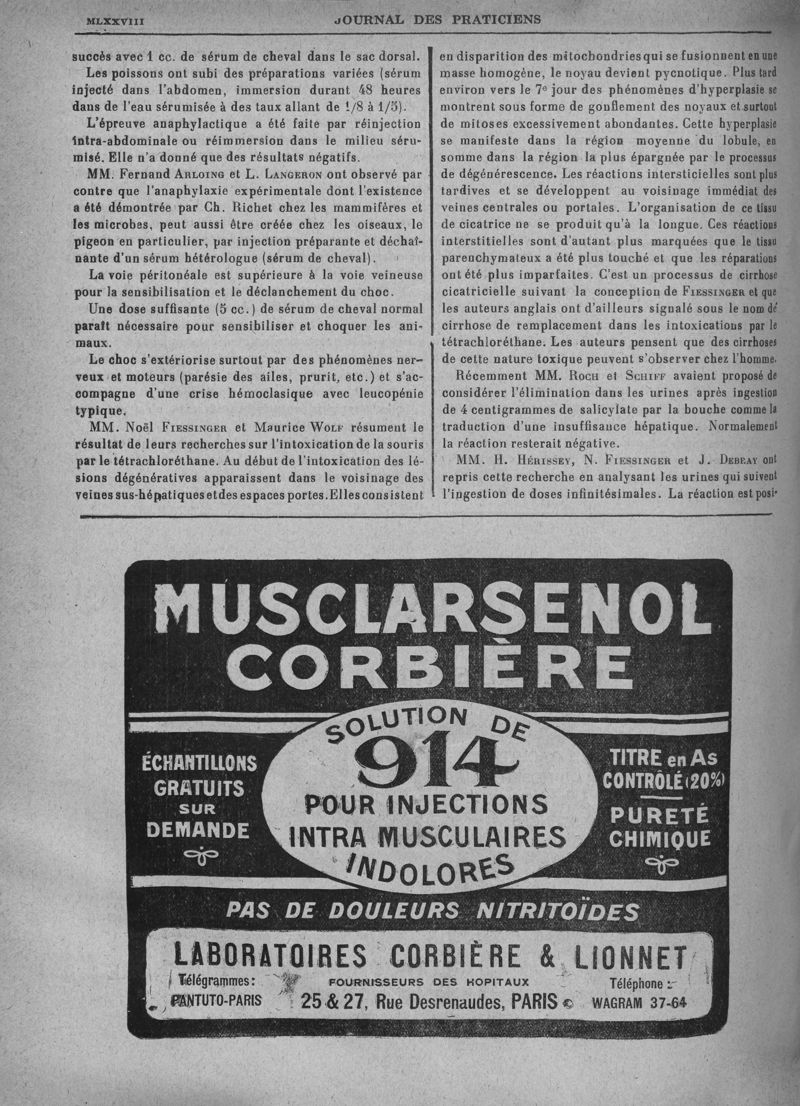 MLXXVIII
JOURNAL DES PRATICIENS
succès avec 1 cc. de sérum de cheval dans le sac dorsal.
Les poissons ont subi des préparations variées (sérum
injecté dans l'abdomen, immersion durant 48 heures
dans de l'eau sérumisée à des taux allant de 1/8 à 1/5).
L'épreuve anaphylactique a été faite par réinjection
intra-abdominale ou réimmersion dans le milieu séru-
misé. Elle n'a donné que des résultats négatifs.
MM. Fernand ARLOING et L. LANGERON ont observé par
contre que l'anaphylaxie expérimentale dont l'existence
a été démontrée par Ch. Richet chez les mammifères et
les microbes, peut aussi être créée chez les oiseaux, le
pigeon en particulier, par injection préparante et déchaî-
nante d'un sérum hétérologue (sérum de cheval).
La voie péritonéale est supérieure à la voie veineuse
pour la sensibilisation et le déclanchement du choc.
Une dose suffisante (5 cc.) de sérum de cheval normal
paraît nécessaire pour sensibiliser et choquer les ani-
maux.
Le choc s'extériorise surtout par des phénomènes ner-
veux et moteurs (parésie des ailes, prurit, etc.) et s'ac-
compagne d'une crise hémoclasique avec leucopénie
typique.
MM. Noël FIESSINGER et Maurice WOLF résument le
résultat de leurs recherches sur l'intoxication de la souris
par le tétrachloréthane. Au début de l'intoxication des lé-
sions dégénératives apparaissent dans le voisinage des
veines sus-hépatiques et des espaces portes. Elles consistent
en disparition des mitochondries qui se fusionnent en une
masse homogène, le noyau devient pycnotique. Plus tard
environ vers le 7e jour des phénomènes d'hyperplasie se
montrent sous forme de gonflement des noyaux et surtout
de mitoses excessivement abondantes. Cette hyperplasie
se manifeste dans la région moyenne du lobule, en
somme dans la région la plus épargnée par le processus
de dégénérescence. Les réactions intersticielles sont plus
tardives et se développent au voisinage immédiat des
veines centrales ou portales. L'organisation de ce tissu
de cicatrice ne se produit qu'à la longue. Ces réactions
interstitielles sont d'autant plus marquées que le tissu
parenchymateux a été plus touché et que les réparations
ont été plus imparfaites. C'est un processus de cirrhose
cicatricielle suivant la conception de FIESSINGER et que
les auteurs anglais ont d'ailleurs signalé sous le nom de
cirrhose de remplacement dans les intoxications par le
tétrachloréthane. Les auteurs pensent que des cirrhoses
de cette nature toxique peuvent s'observer chez l'homme.
Récemment MM. ROCH et SCHIFF avaient proposé de
considérer l'élimination dans les urines après ingestion
de 4 centigrammes de salicylate par la bouche comme la
traduction d'une insuffisance hépatique. Normalement
la réaction resterait négative.
MM. H. HÉRISSEY, N. FIESSINGER et J. DEBRAY ont
repris cette recherche en analysant les urines qui suivent
l'ingestion de doses infinitésimales. La réaction est posi-
MUSCLARSENOL
CORBIÈRE
SOLUTION DE
914
POUR INJECTIONS
INTRA MUSCULAIRES
INDOLORES
ÉCHANTILLONS
GRATUITS
SUR
DEMANDE
TITRE en As
CONTRÔLÉ (20%)
PURETÉ
CHIMIQUE
PAS DE DOULEURS NITRITOÏDES
LABORATOIRES CORBIÈRE & LIONNET
Télégrammes:
PANTUTO-PARIS
FOURNISSEURS DES HOPITAUX
25 & 27, Rue Desrenaudes, PARIS
Téléphone :
WAGRAM 37-64